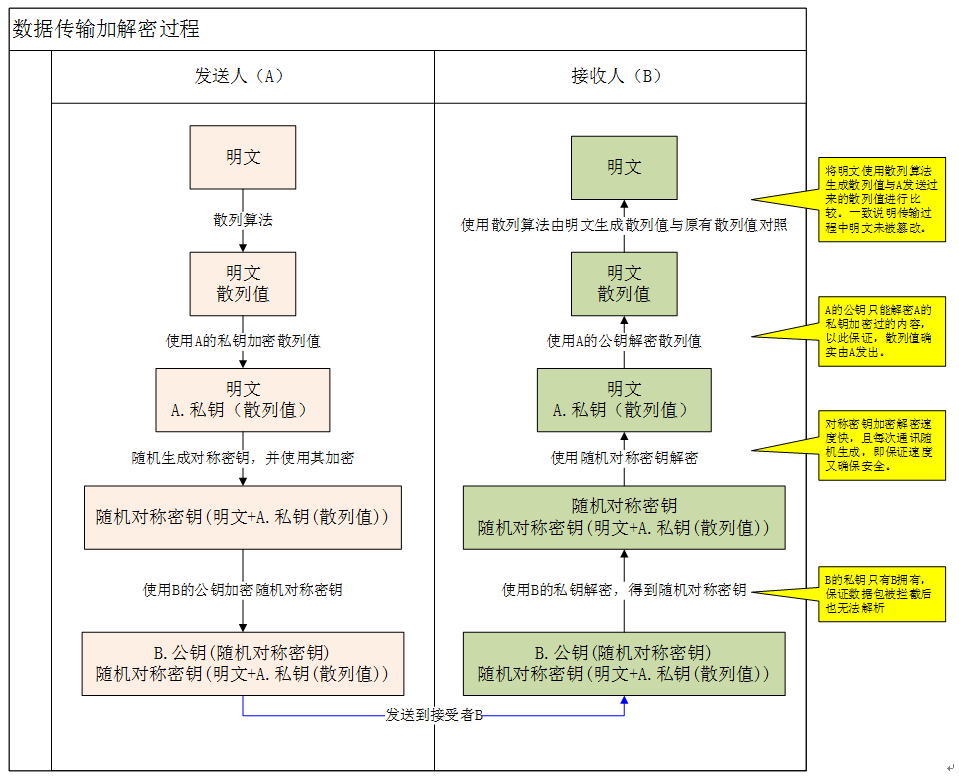 数据传输加解密过程
发送人（A）
接收人（B）
明文
散列算法
明文
散列值
使用A的私钥加密散列值
明文
A.私钥（散列值）
随机生成对称密钥，并使用其加密
随机对称密钥(明文+A.私钥(散列值))
使用B的公钥加密随机对称密钥
B.公钥(随机对称密钥)
随机对称密钥(明文+A.私钥(散列值))
发送到接受者B
明文
使用散列算法由明文生成散列值与原有散列值对照
明文
散列值
使用A的公钥解密散列值
明文
A.私钥（散列值）
使用随机对称密钥解密
随机对称密钥
随机对称密钥(明文+A.私钥(散列值))
使用B的私钥解密，得到随机对称密钥
B.公钥(随机对称密钥)
随机对称密钥(明文+A.私钥(散列值))
将明文使用散列算法
生成散列值与A发送过
来的散列值进行比
较。一致说明传输过
程中明文未被篡改。
A的公钥只能解密A的
私钥加密过的内容，
以此保证，散列值确
实由A发出。
对称密钥加密解密速
度快，且每次通讯随
机生成，即保证速度
又确保安全。
B的私钥只有B拥有，
保证数据包被拦截后
也无法解析